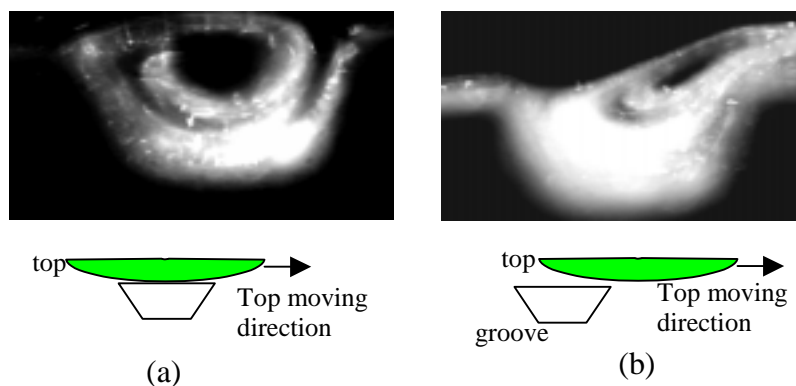 top
Top moving
direction
(a)
top
groove
Top moving
direction
(b)